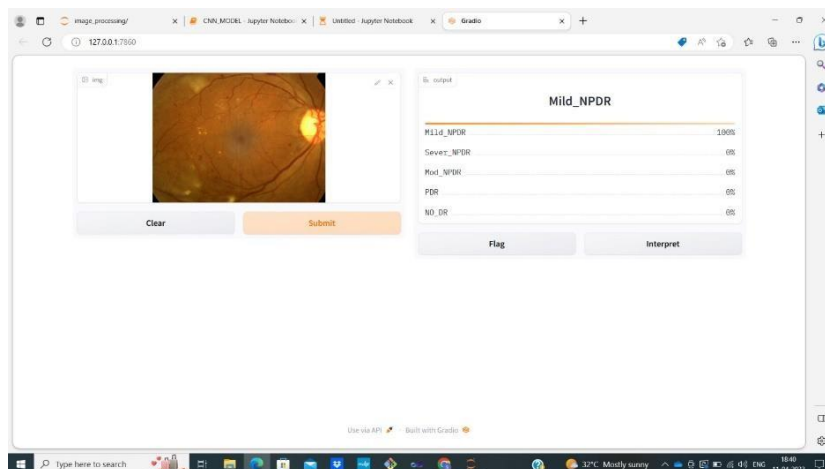 image_processing/
CNN_MODEL - Jupyter Noteboo
Untitled - Jupyter Notebook
Gradio
127.0.0.1:7860
img
output
Mild_NPDR
Mild_NPDR 100%
Sever_NPDR 0%
Mod_NPDR 0%
PDR 0%
NO_DR 0%
Clear
Submit
Flag
Interpret
Use via API
Built with Gradio
Type here to search
32°C Mostly sunny
ENG
18:40